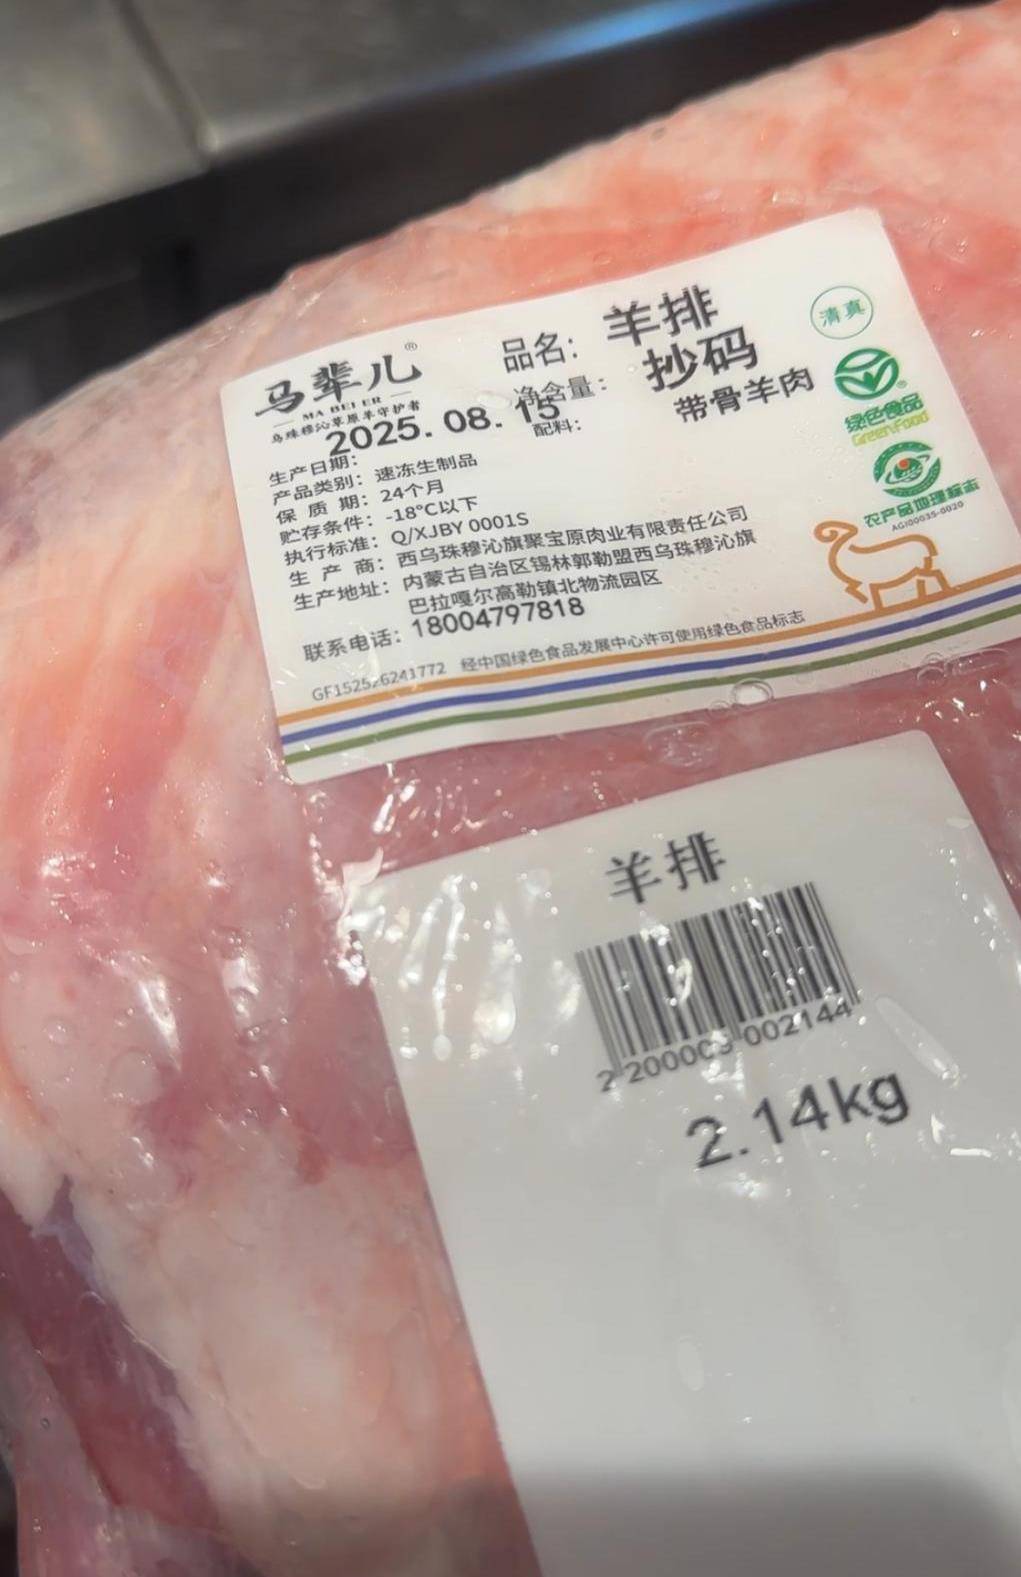 马辈儿®
MA BEI ER
乌珠穆沁草原羊守护者
品名: 羊排
净含量: 抄码
配料: 带骨羊肉
清真
绿色食品®
GreenFood
农产品地理标志
AGI00035-0020
生产日期: 2025.08.15
产品类别: 速冻生制品
保质期: 24个月
贮存条件: -18°C以下
执行标准: Q/XJBY 0001S
生产商: 西乌珠穆沁旗聚宝原肉业有限责任公司
生产地址: 内蒙古自治区锡林郭勒盟西乌珠穆沁旗
巴拉嘎尔高勒镇北物流园区
联系电话: 18004797818
经中国绿色食品发展中心许可使用绿色食品标志
羊排
002144
2.14kg